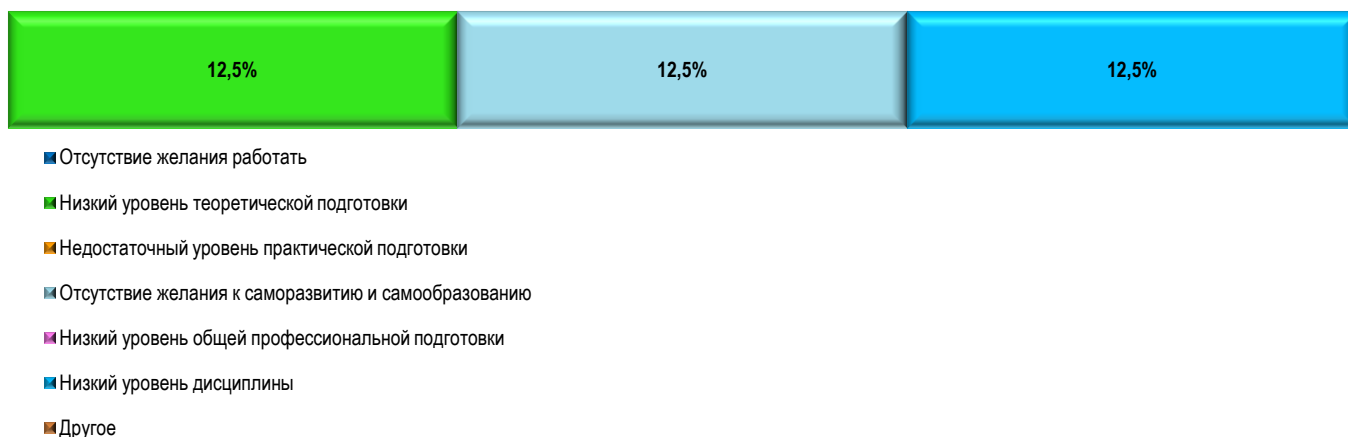 12,5% 12,5% 12,5%
Отсутствие желания работать
Низкий уровень теоретической подготовки
Недостаточный уровень практической подготовки
Отсутствие желания к саморазвитию и самообразованию
Низкий уровень общей профессиональной подготовки
Низкий уровень дисциплины
Другое